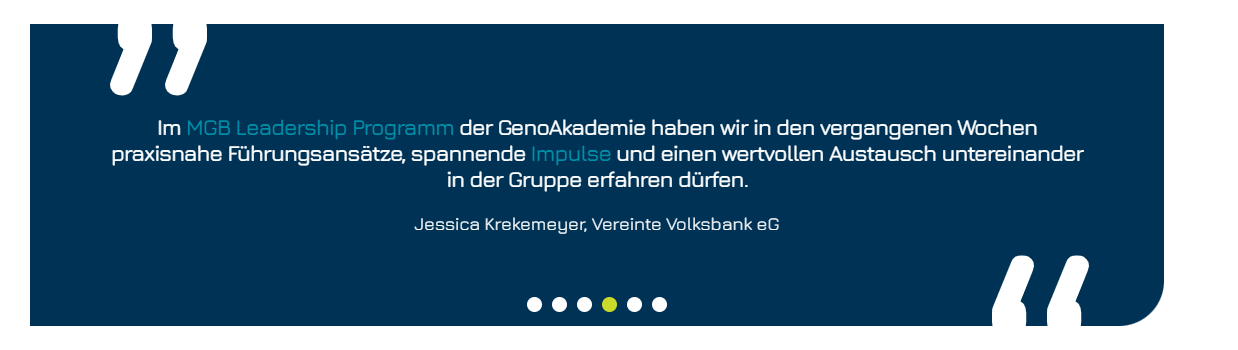 Im MGB Leadership Programm der GenoAkademie haben wir in den vergangenen Wochen
praxisnahe Führungsansätze, spannende Impulse und einen wertvollen Austausch untereinander
in der Gruppe erfahren dürfen.
Jessica Krekemeyer, Vereinte Volksbank eG